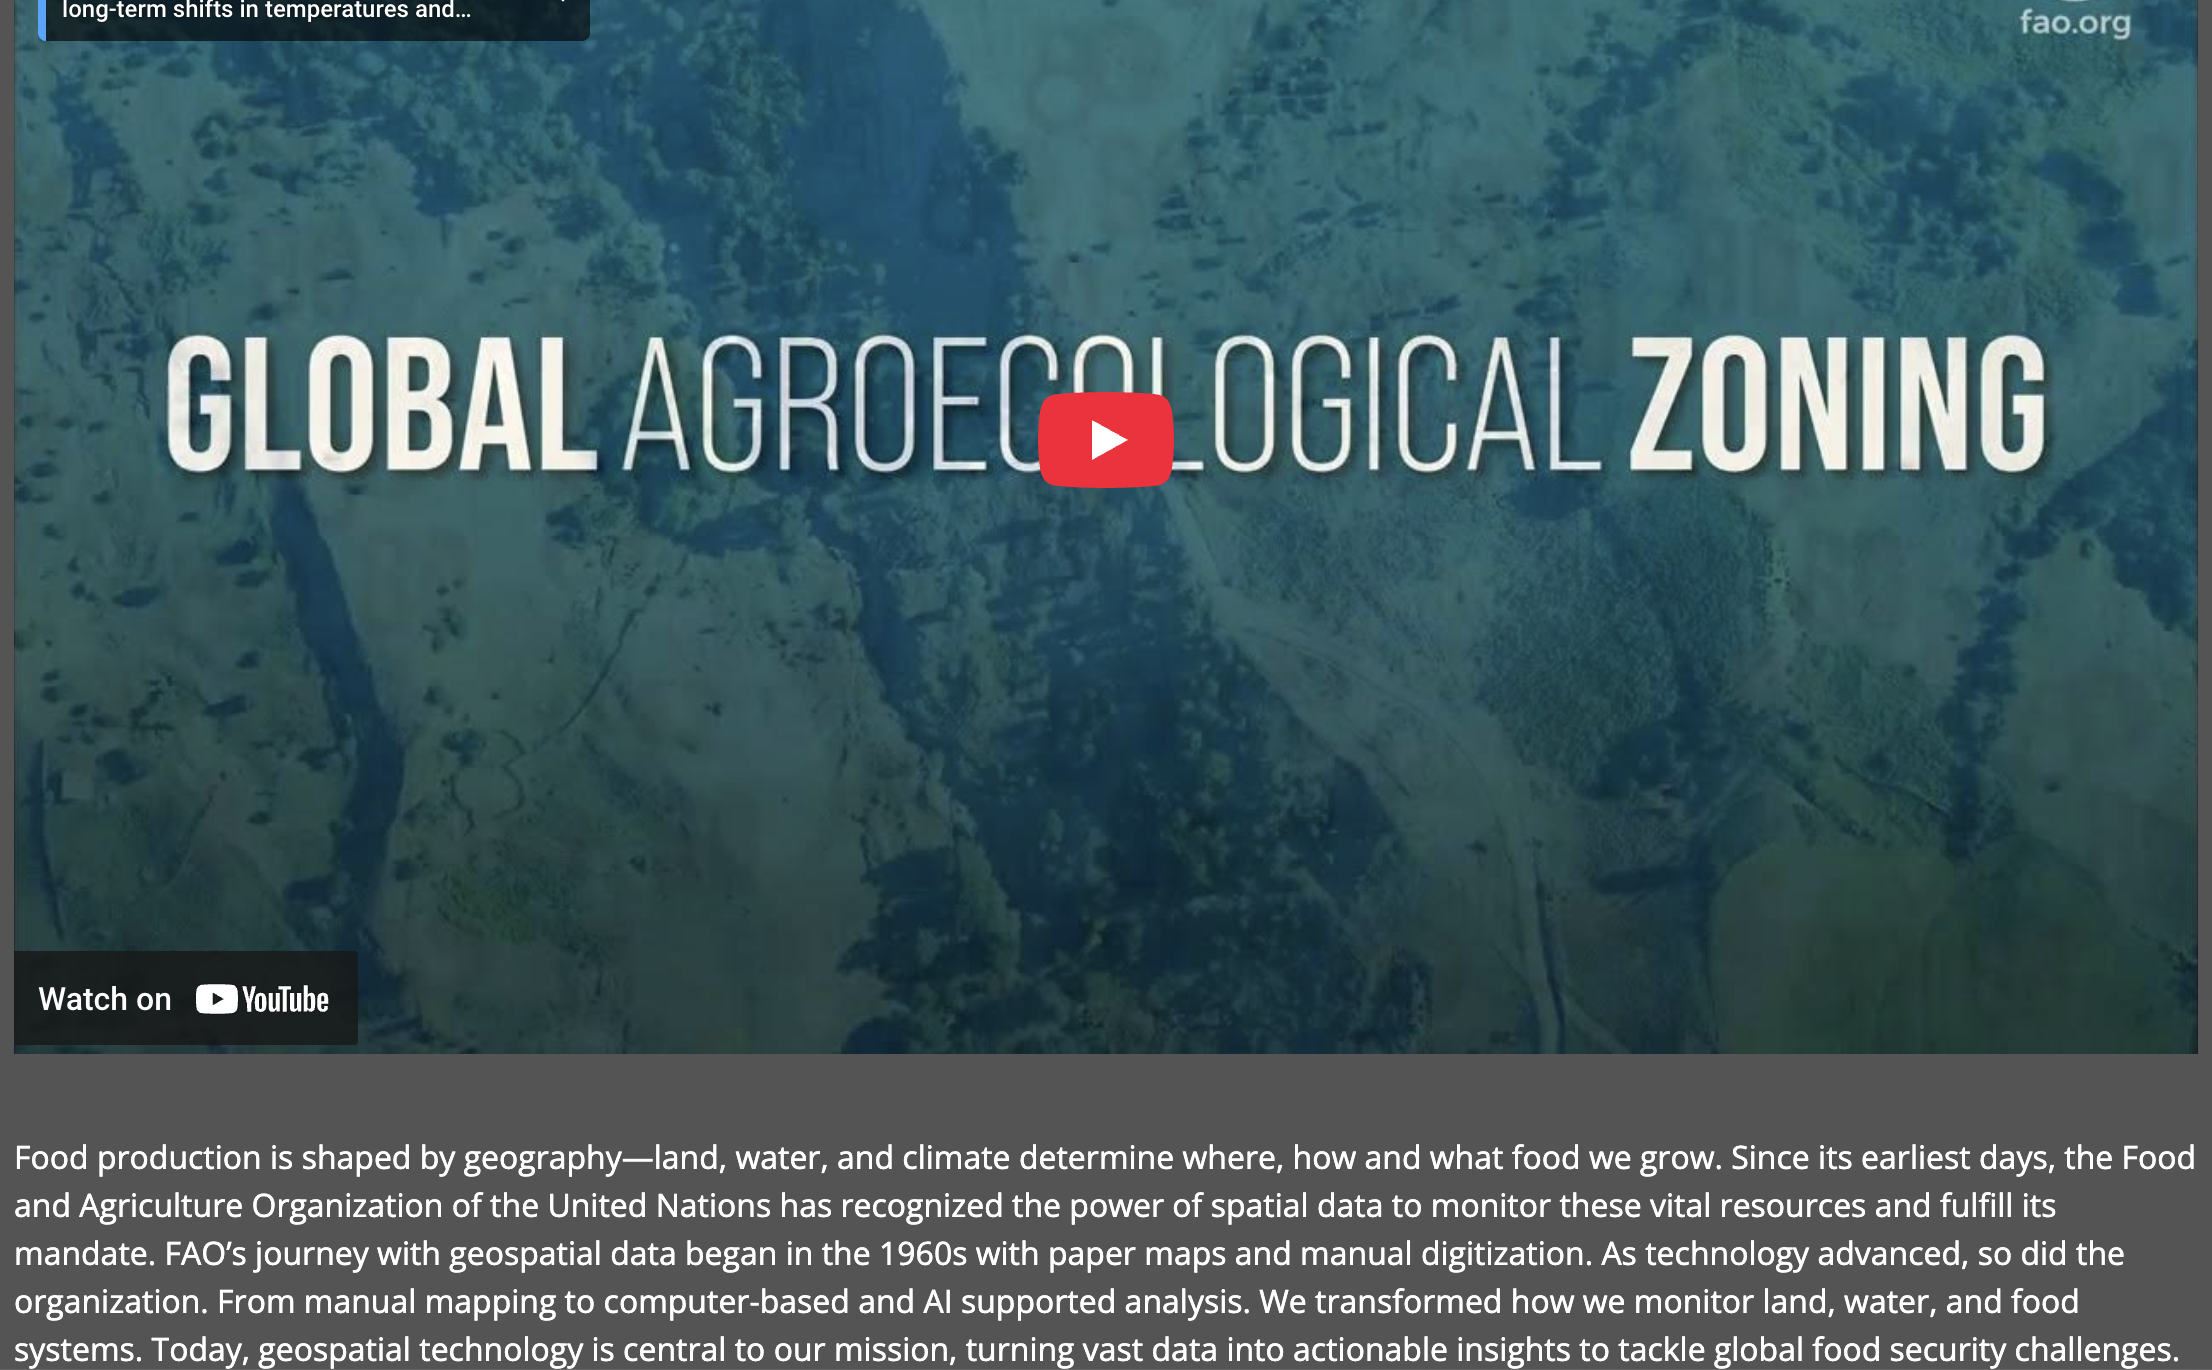 long-term shifts in temperatures and...
fao.org
GLOBAL AGROECOLOGICAL ZONING
Watch on YouTube
Food production is shaped by geography—land, water, and climate determine where, how and what food we grow. Since its earliest days, the Food
and Agriculture Organization of the United Nations has recognized the power of spatial data to monitor these vital resources and fulfill its
mandate. FAO’s journey with geospatial data began in the 1960s with paper maps and manual digitization. As technology advanced, so did the
organization. From manual mapping to computer-based and AI supported analysis. We transformed how we monitor land, water, and food
systems. Today, geospatial technology is central to our mission, turning vast data into actionable insights to tackle global food security challenges.